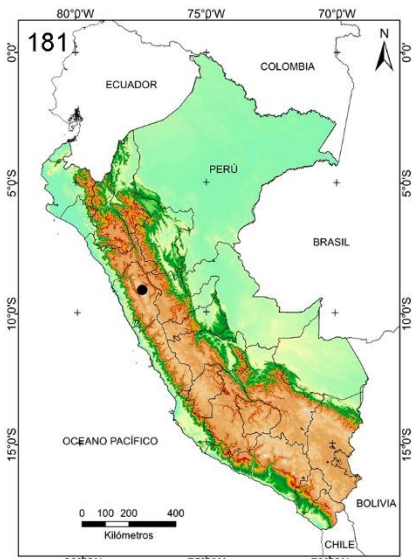 80°0'W 75°0'W 70°0'W
181
N
0°0'
0°0'
COLOMBIA
ECUADOR
PERÚ
5°0'S
5°0'S
BRASIL
10°0'S
10°0'S
OCEANO PACÍFICO
15°0'S
15°0'S
BOLIVIA
0 100 200 400
Kilómetros
CHILE